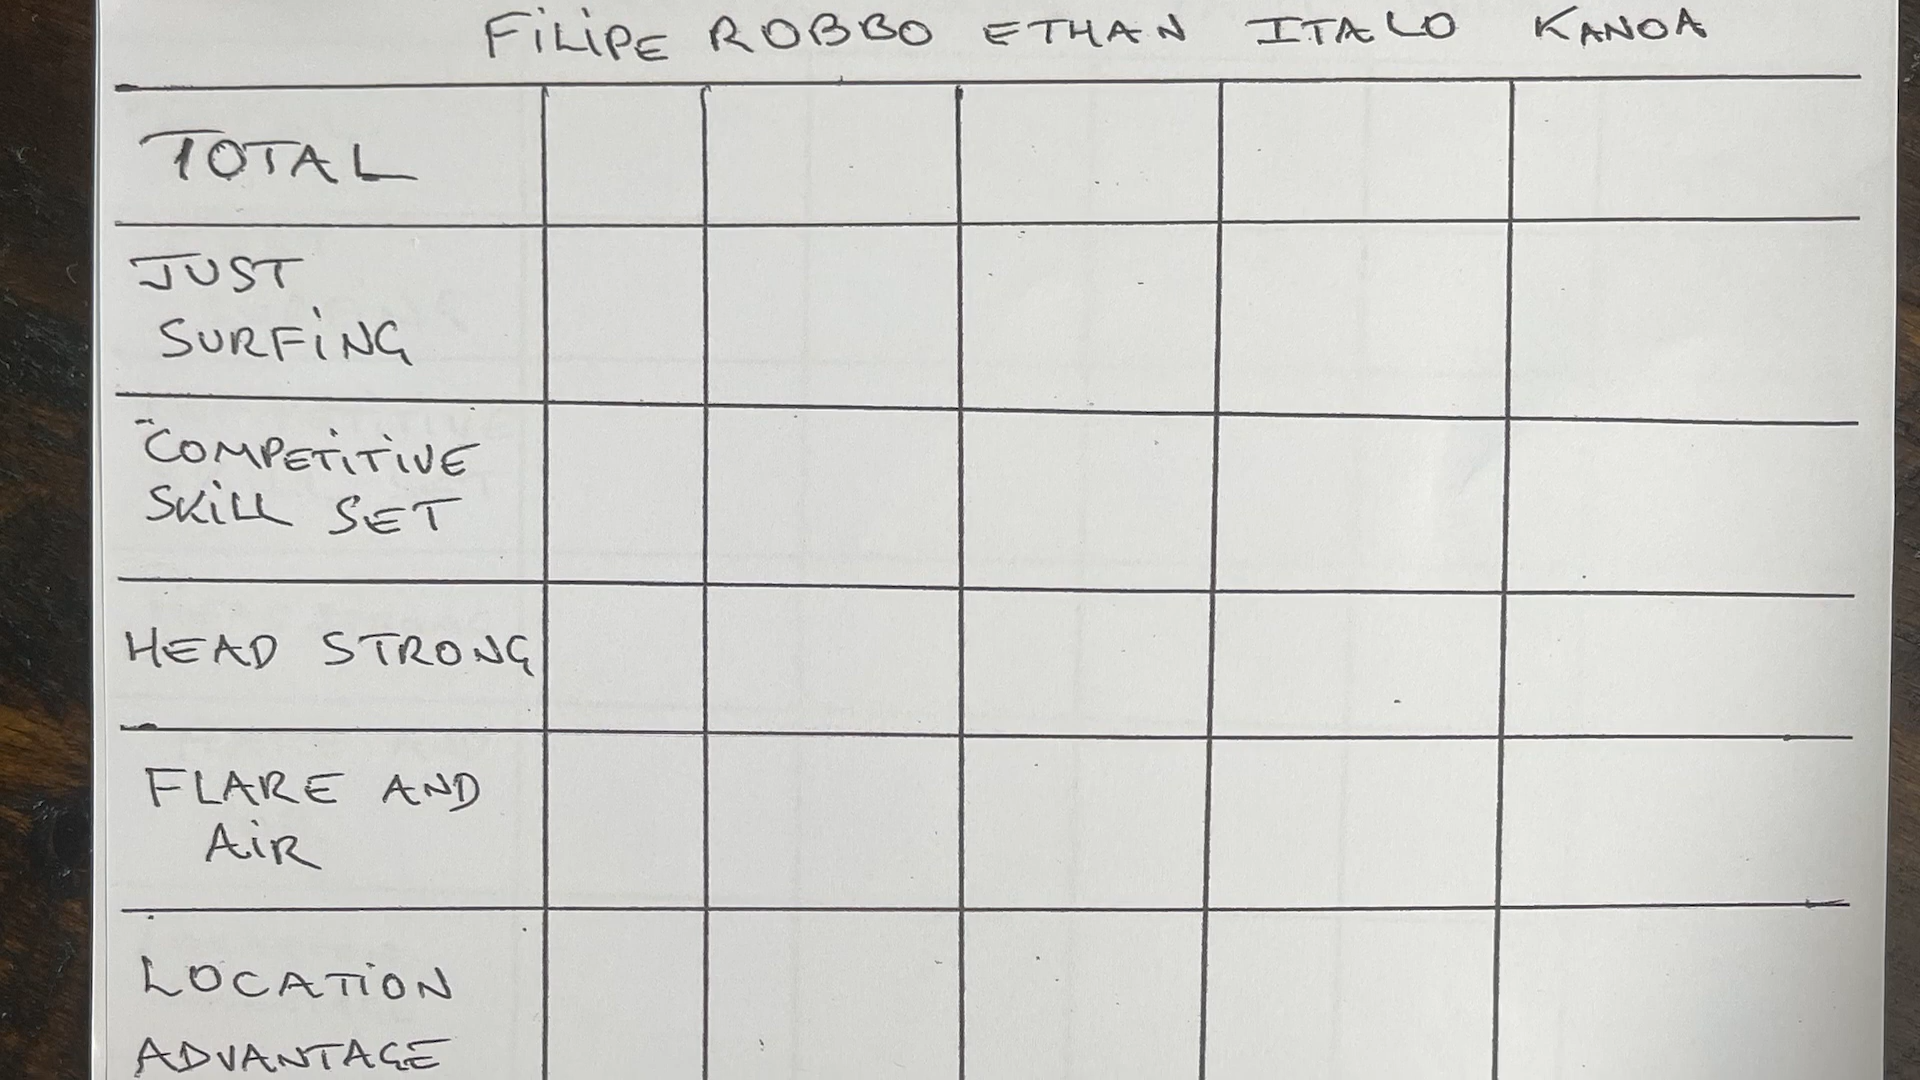 FILIPE ROBBO ETHAN ITALO KANOA
TOTAL
JUST
SURFING
COMPETITIVE
SKILL SET
HEAD STRONG
FLARE AND
AIR
LOCATION
ADVANTAGE